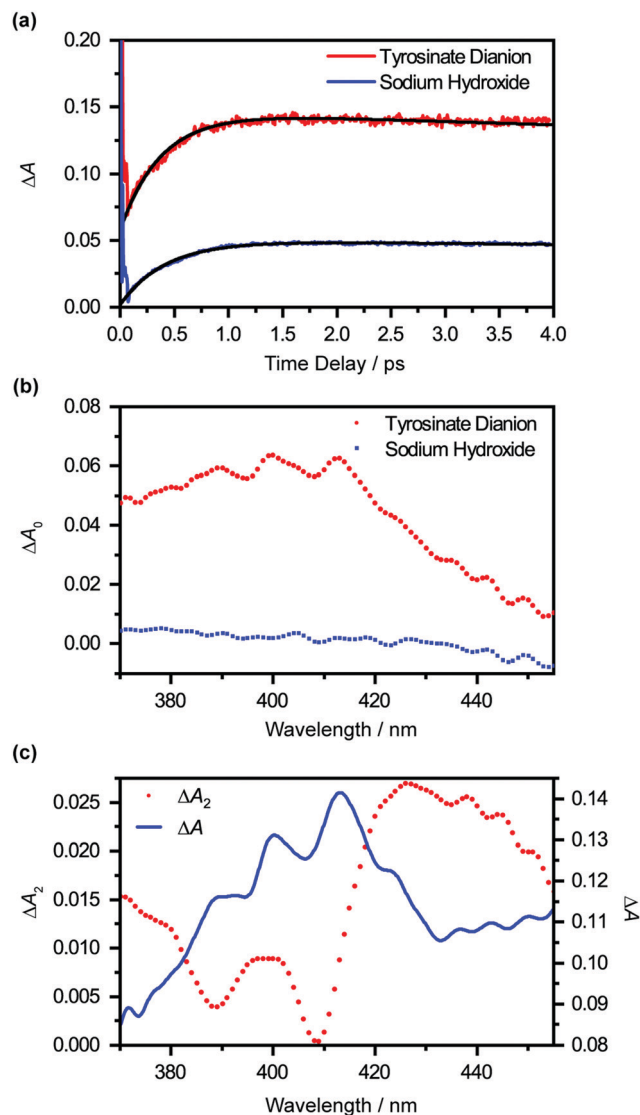 (a)
0.20
0.15
0.10
0.05
0.00
ΔA
Tyrosinate Dianion
Sodium Hydroxide
0.0 0.5 1.0 1.5 2.0 2.5 3.0 3.5 4.0
Time Delay / ps
(b)
0.08
0.06
0.04
0.02
0.00
ΔA0
Tyrosinate Dianion
Sodium Hydroxide
380 400 420 440
Wavelength / nm
(c)
0.025
0.020
0.015
0.010
0.005
0.000
ΔA2
ΔA2
ΔA
0.14
0.13
0.12
0.11
0.10
0.09
0.08
ΔA
380 400 420 440
Wavelength / nm